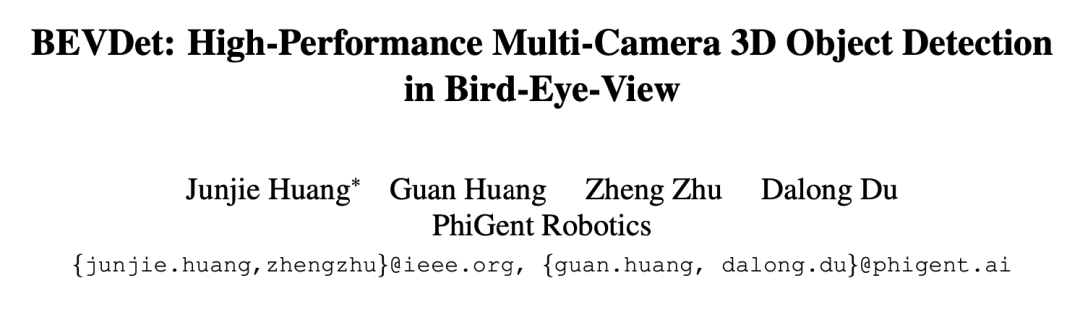 BEVDet: High-Performance Multi-Camera 3D Object Detection
in Bird-Eye-View
Junjie Huang* Guan Huang Zheng Zhu Dalong Du
PhiGent Robotics
{junjie.huang,zhengzhu}@ieee.org, {guan.huang, dalong.du}@phigent.ai